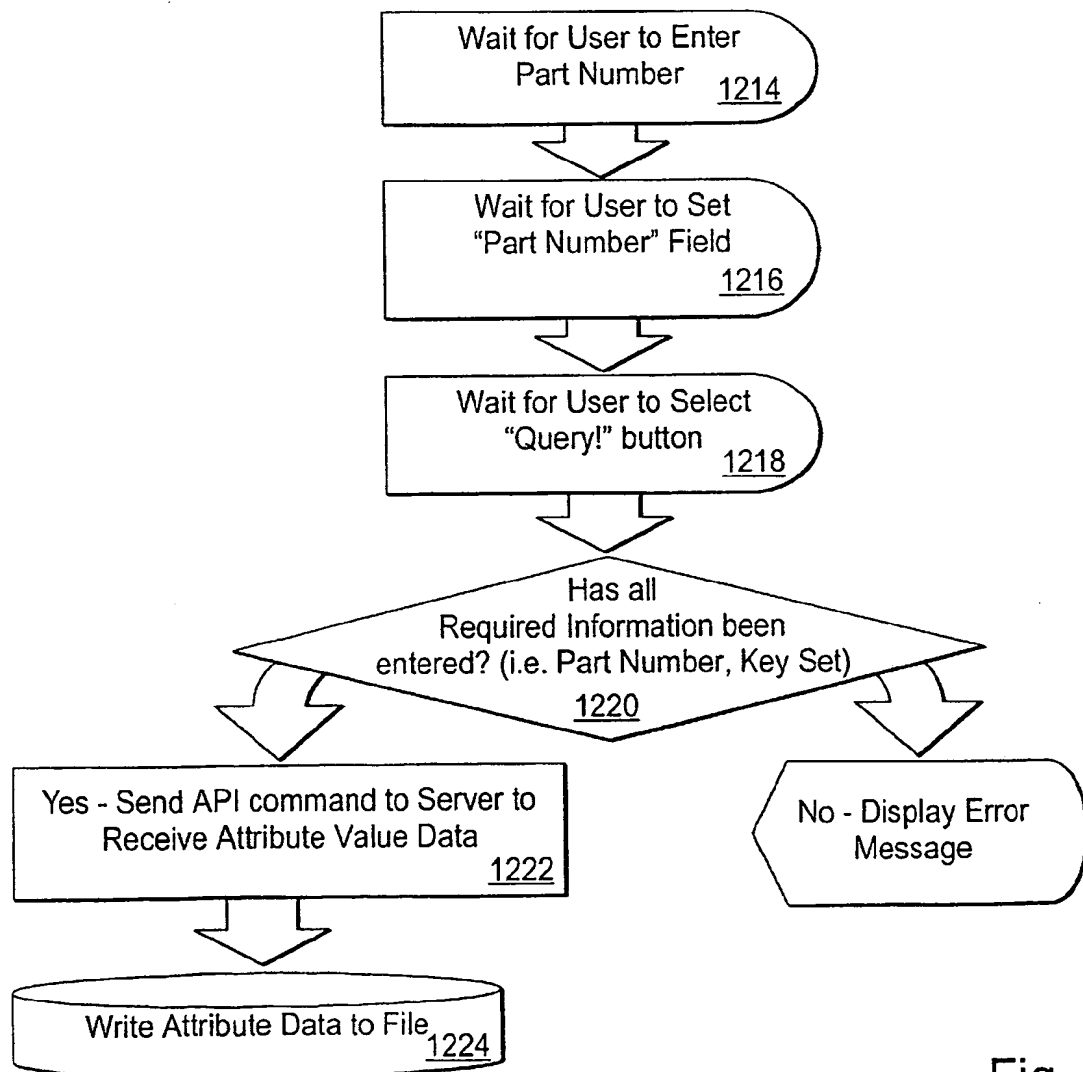 Wait for User to Enter
Part Number
1214
Wait for User to Set
“Part Number” Field
1216
Wait for User to Select
“Query!” button
1218
Has all
Required Information been
entered? (i.e. Part Number, Key Set)
1220
Yes - Send API command to Server to
Receive Attribute Value Data
1222
No - Display Error
Message
Write Attribute Data to File
1224
Fig